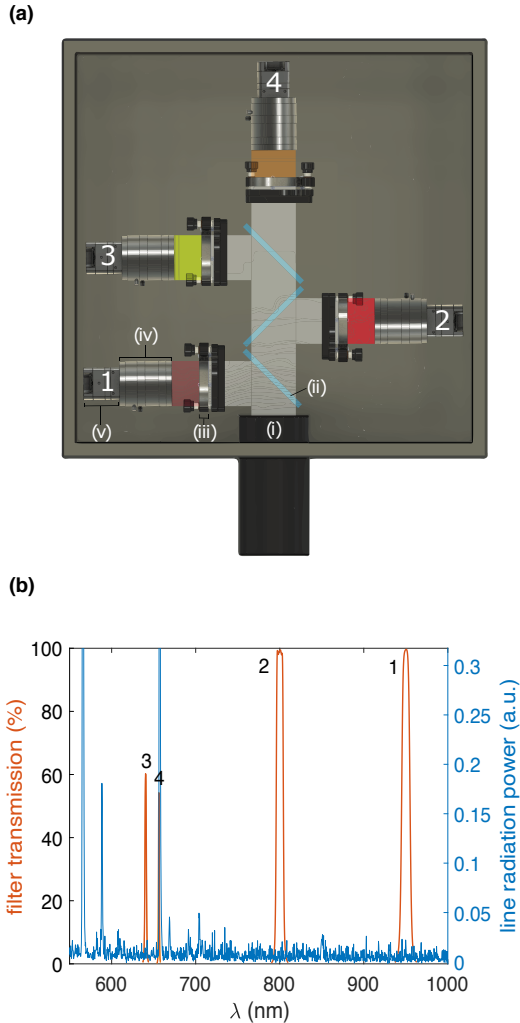 (a)
4
3
2
(iv)
1
(ii)
(v)
(iii)
(i)
(b)
100
80
60
40
20
0
filter transmission (%)
2
1
3
4
0.3
0.25
0.2
0.15
0.1
0.05
0
line radiation power (a.u.)
600
700
800
900
1000
λ (nm)